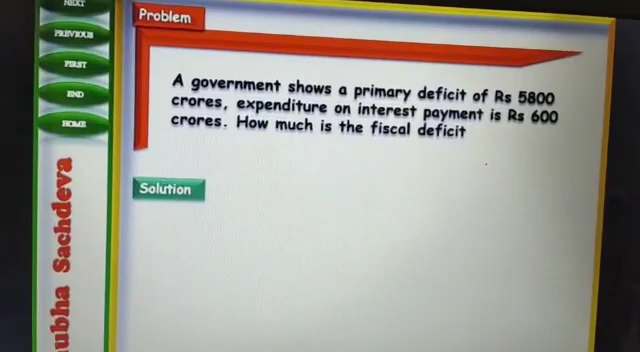 NEXT
PREVIOUS
FIRST
END
HOME
Problem
A government shows a primary deficit of Rs 5800
crores, expenditure on interest payment is Rs 600
crores. How much is the fiscal deficit
Solution
Sachdeva